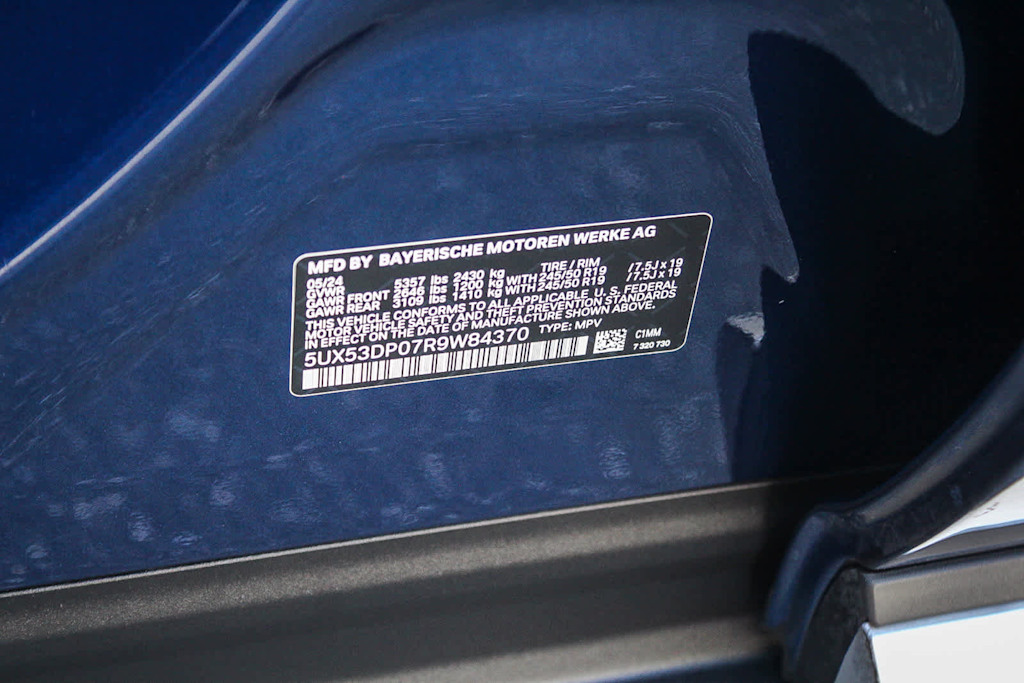 MFD BY BAYERISCHE MOTOREN WERKE AG
05/24 TIRE / RIM
GVWR 5357 lbs 2430 kg
GAWR FRONT 2646 lbs 1200 kg WITH 245/50 R19 /7.5J x 19
GAWR REAR 3109 lbs 1410 kg WITH 245/50 R19 /7.5J x 19
THIS VEHICLE CONFORMS TO ALL APPLICABLE U. S. FEDERAL
MOTOR VEHICLE SAFETY AND THEFT PREVENTION STANDARDS
IN EFFECT ON THE DATE OF MANUFACTURE SHOWN ABOVE.
5UX53DP07R9W84370 TYPE: MPV
C1MM
7 320 730